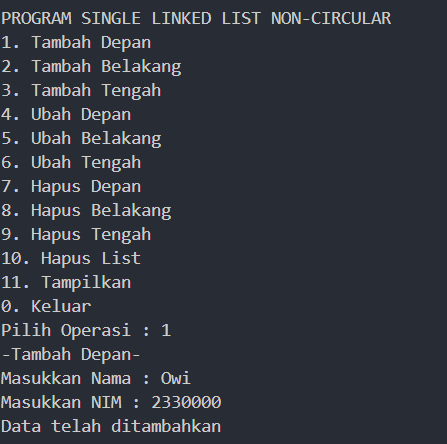 PROGRAM SINGLE LINKED LIST NON-CIRCULAR
1. Tambah Depan
2. Tambah Belakang
3. Tambah Tengah
4. Ubah Depan
5. Ubah Belakang
6. Ubah Tengah
7. Hapus Depan
8. Hapus Belakang
9. Hapus Tengah
10. Hapus List
11. Tampilkan
0. Keluar
Pilih Operasi : 1
-Tambah Depan-
Masukkan Nama : Owi
Masukkan NIM : 2330000
Data telah ditambahkan